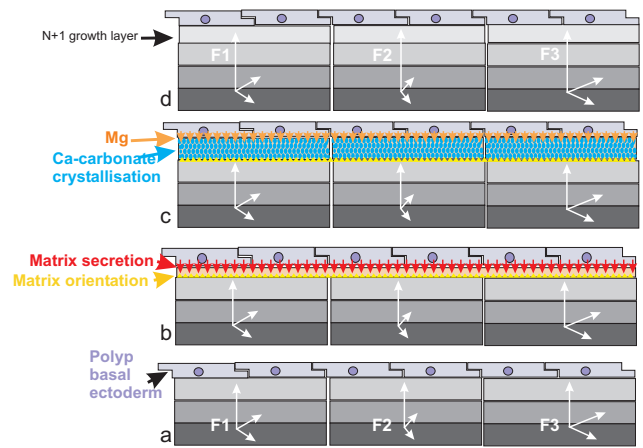 N+1 growth layer
F1 F2 F3
d
Mg
Ca-carbonate
crystallisation
c
Matrix secretion
Matrix orientation
b
Polyp
basal
ectoderm
F1 F2 F3
a